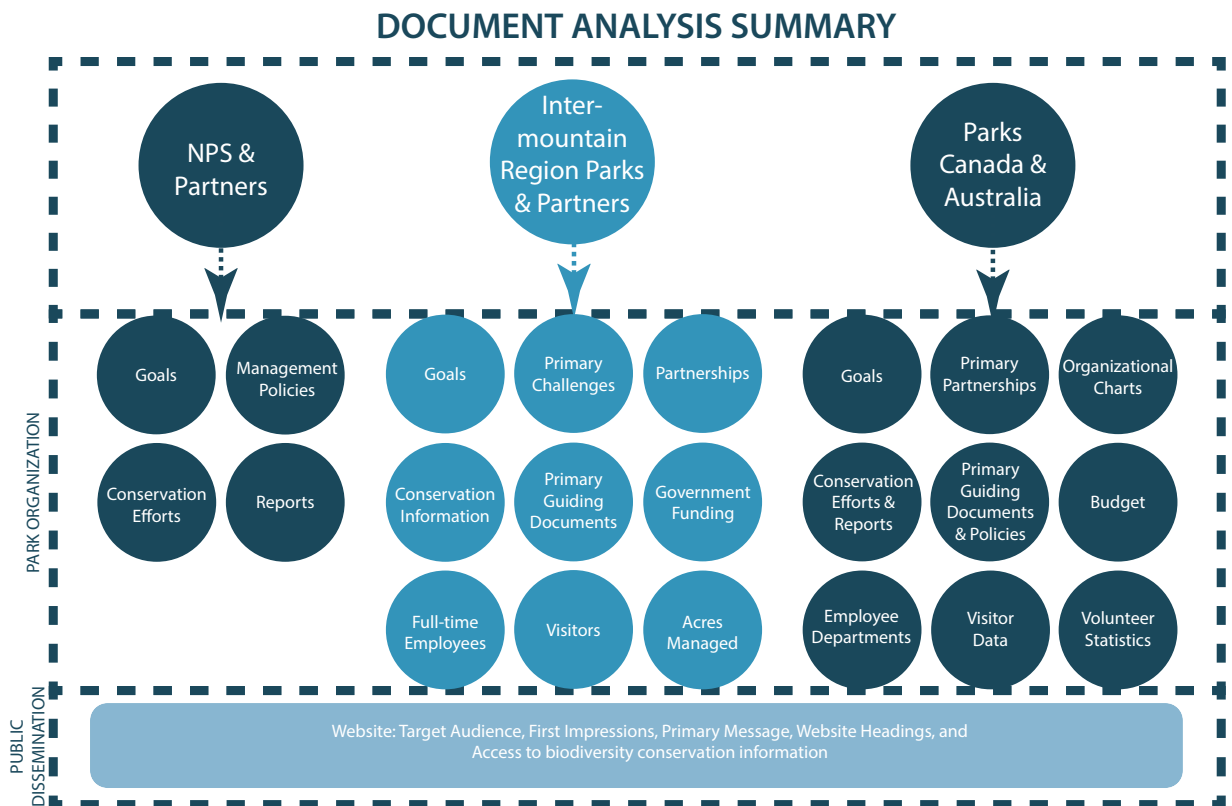 DOCUMENT ANALYSIS SUMMARY
NPS &
Partners
Inter-
mountain
Region Parks
& Partners
Parks
Canada &
Australia
PARK ORGANIZATION
Goals
Management
Policies
Conservation
Efforts
Reports
Goals
Primary
Challenges
Partnerships
Conservation
Information
Primary
Guiding
Documents
Government
Funding
Full-time
Employees
Visitors
Acres
Managed
Goals
Primary
Partnerships
Organizational
Charts
Conservation
Efforts &
Reports
Primary
Guiding
Documents
& Policies
Budget
Employee
Departments
Visitor
Data
Volunteer
Statistics
PUBLIC
DISSEMINATION
Website: Target Audience, First Impressions, Primary Message, Website Headings, and
Access to biodiversity conservation information